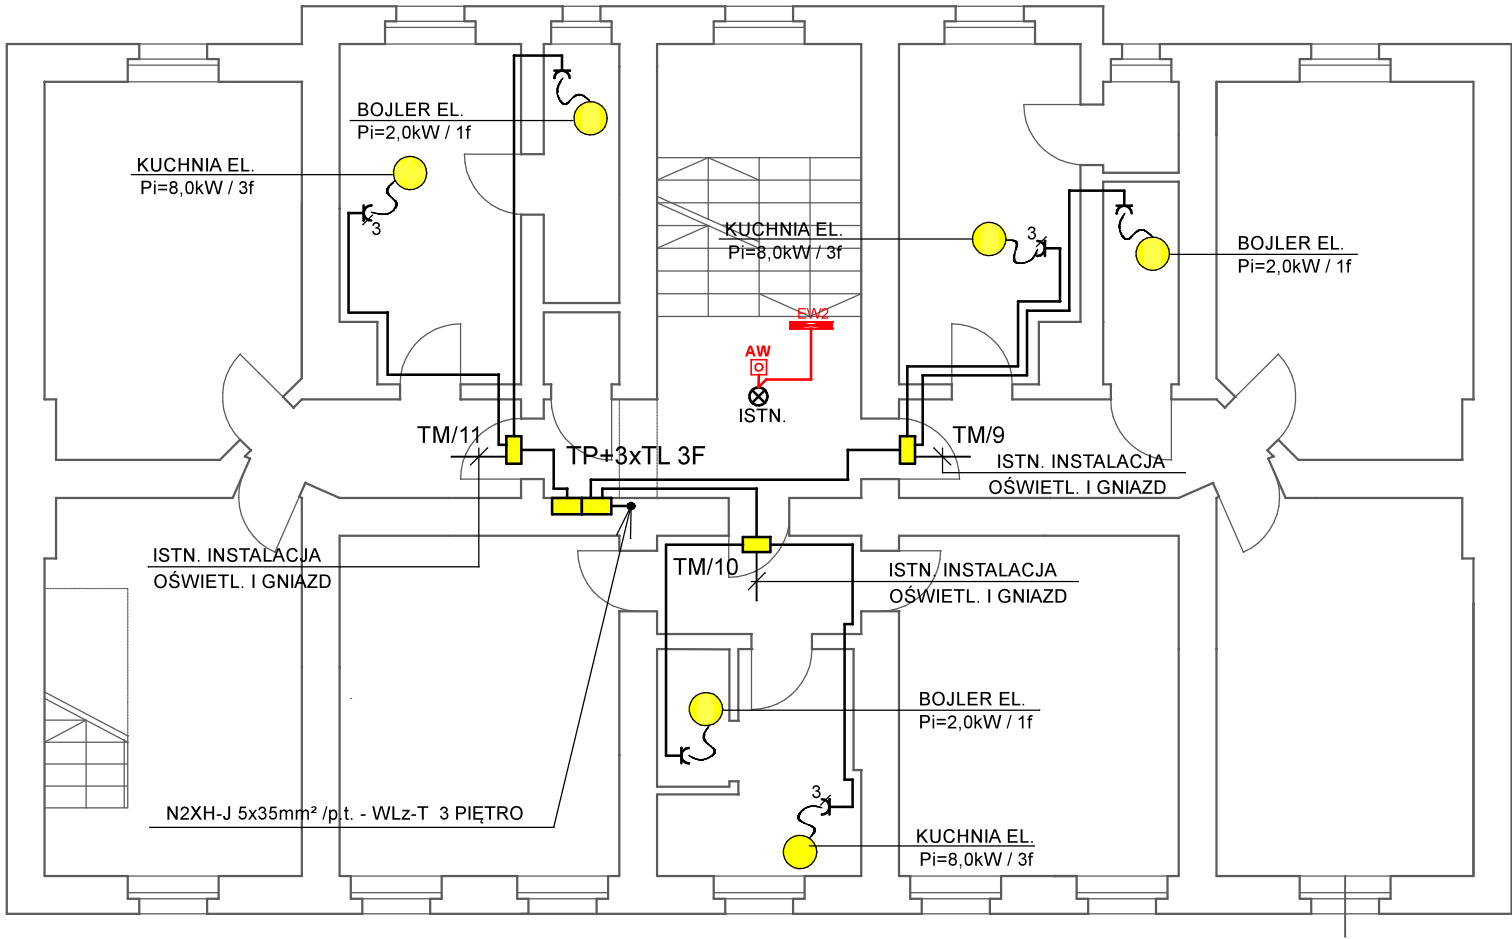 BOJLER EL.
Pi=2,0kW / 1f
KUCHNIA EL.
Pi=8,0kW / 3f
3
KUCHNIA EL.
Pi=8,0kW / 3f
3
BOJLER EL.
Pi=2,0kW / 1f
EW2
AW
ISTN.
TM/11
TP+3xTL 3F
TM/9
ISTN. INSTALACJA
OŚWIETL. I GNIAZD
ISTN. INSTALACJA
OŚWIETL. I GNIAZD
TM/10
ISTN. INSTALACJA
OŚWIETL. I GNIAZD
BOJLER EL.
Pi=2,0kW / 1f
N2XH-J 5x35mm² /p.t. - WLz-T 3 PIĘTRO
3
KUCHNIA EL.
Pi=8,0kW / 3f